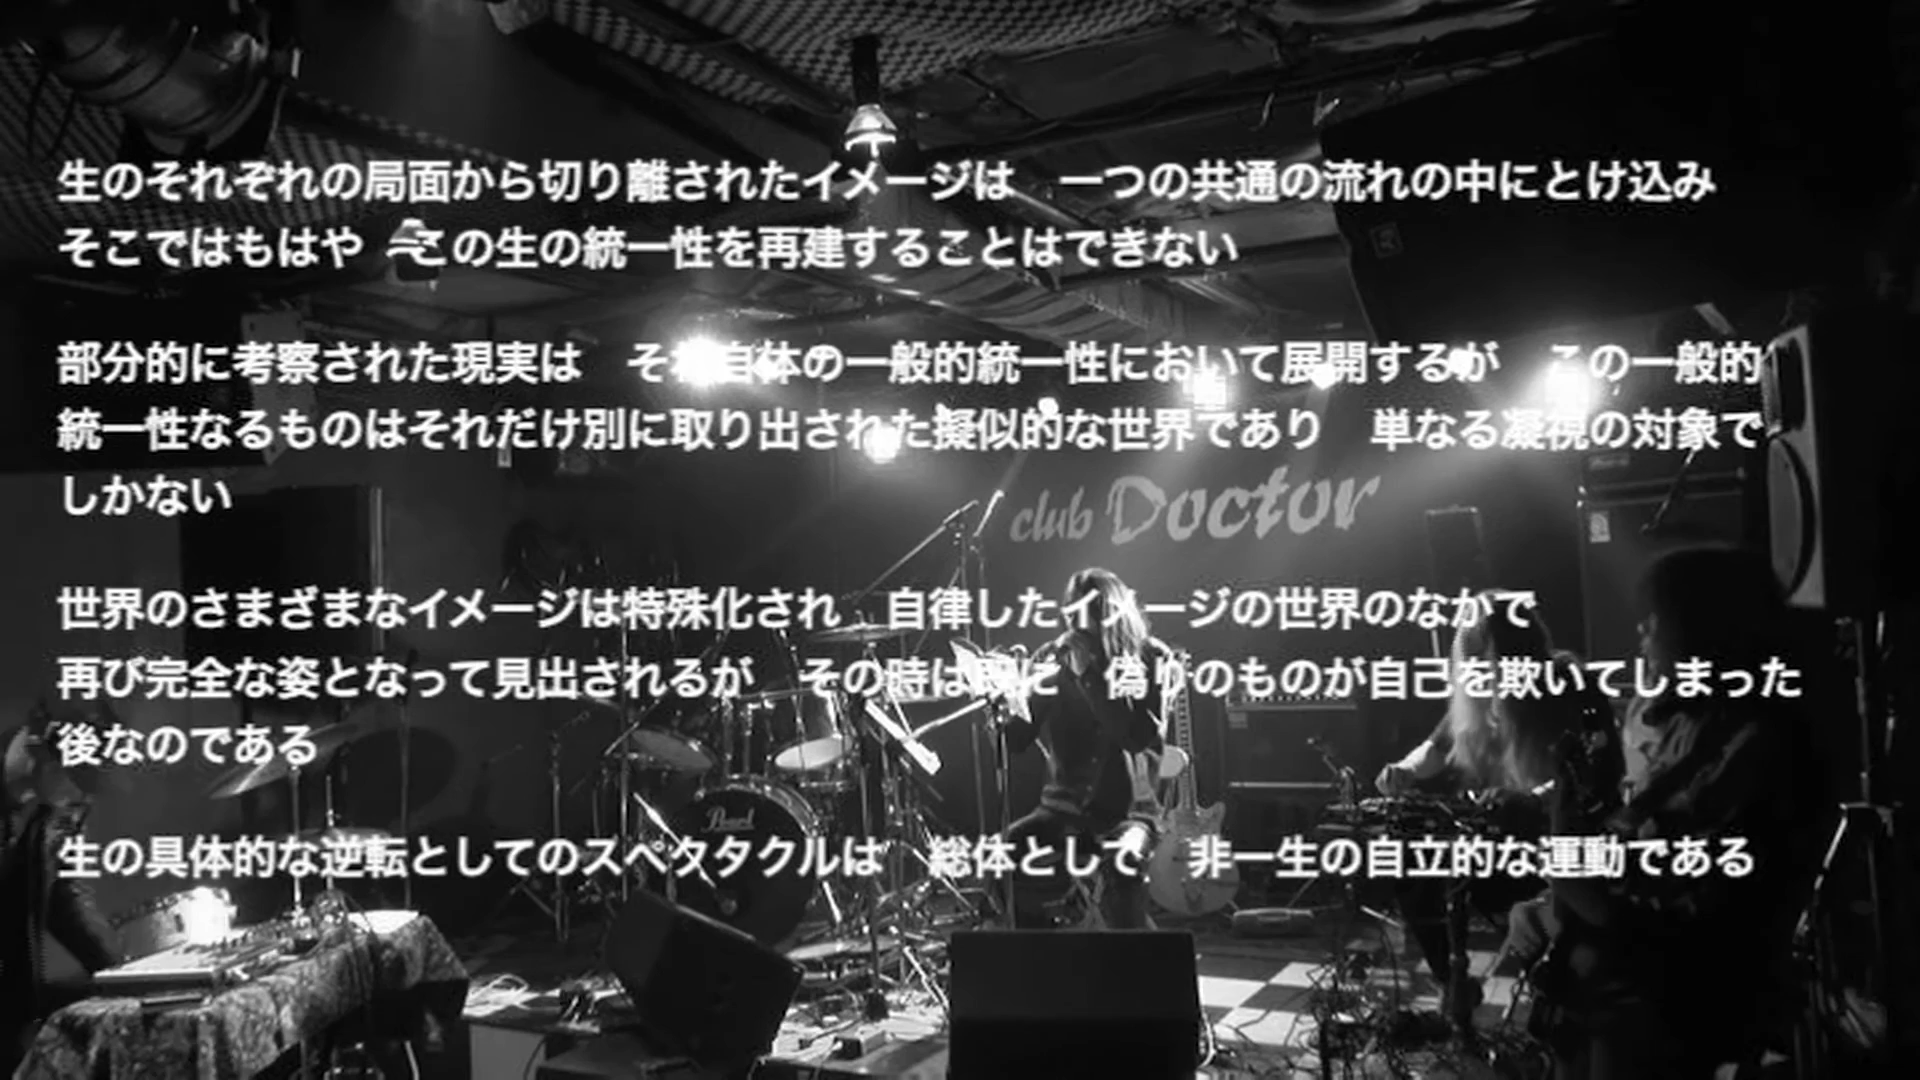 生のそれぞれの局面から切り離されたイメージは　一つの共通の流れの中にとけ込み
そこではもはや　この生の統一性を再建することはできない
部分的に考察された現実は　それ自体の一般的統一性において展開するが　この一般的
統一性なるものはそれだけ別に取り出された擬似的な世界であり　単なる凝視の対象で
しかない
club Doctor
世界のさまざまなイメージは特殊化され　自律したイメージの世界のなかで
再び完全な姿となって見出されるが　その時は既に　偽りのものが自己を欺いてしまった
後なのである
Pearl
生の具体的な逆転としてのスペクタクルは　総体として　非一生の自立的な運動である